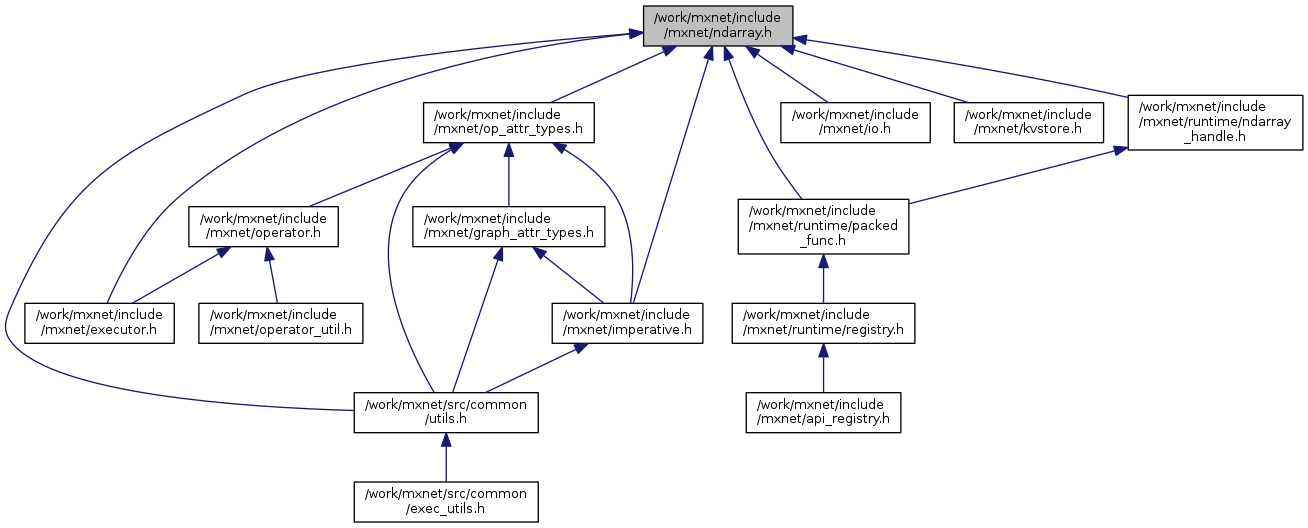 /work/mxnet/include
/mxnet/ndarray.h
/work/mxnet/include
/mxnet/op_attr_types.h
/work/mxnet/include
/mxnet/io.h
/work/mxnet/include
/mxnet/kvstore.h
/work/mxnet/include
/mxnet/runtime/ndarray
_handle.h
/work/mxnet/include
/mxnet/operator.h
/work/mxnet/include
/mxnet/graph_attr_types.h
/work/mxnet/include
/mxnet/runtime/packed
_func.h
/work/mxnet/include
/mxnet/executor.h
/work/mxnet/include
/mxnet/operator_util.h
/work/mxnet/include
/mxnet/imperative.h
/work/mxnet/include
/mxnet/runtime/registry.h
/work/mxnet/src/common
/utils.h
/work/mxnet/include
/mxnet/api_registry.h
/work/mxnet/src/common
/exec_utils.h